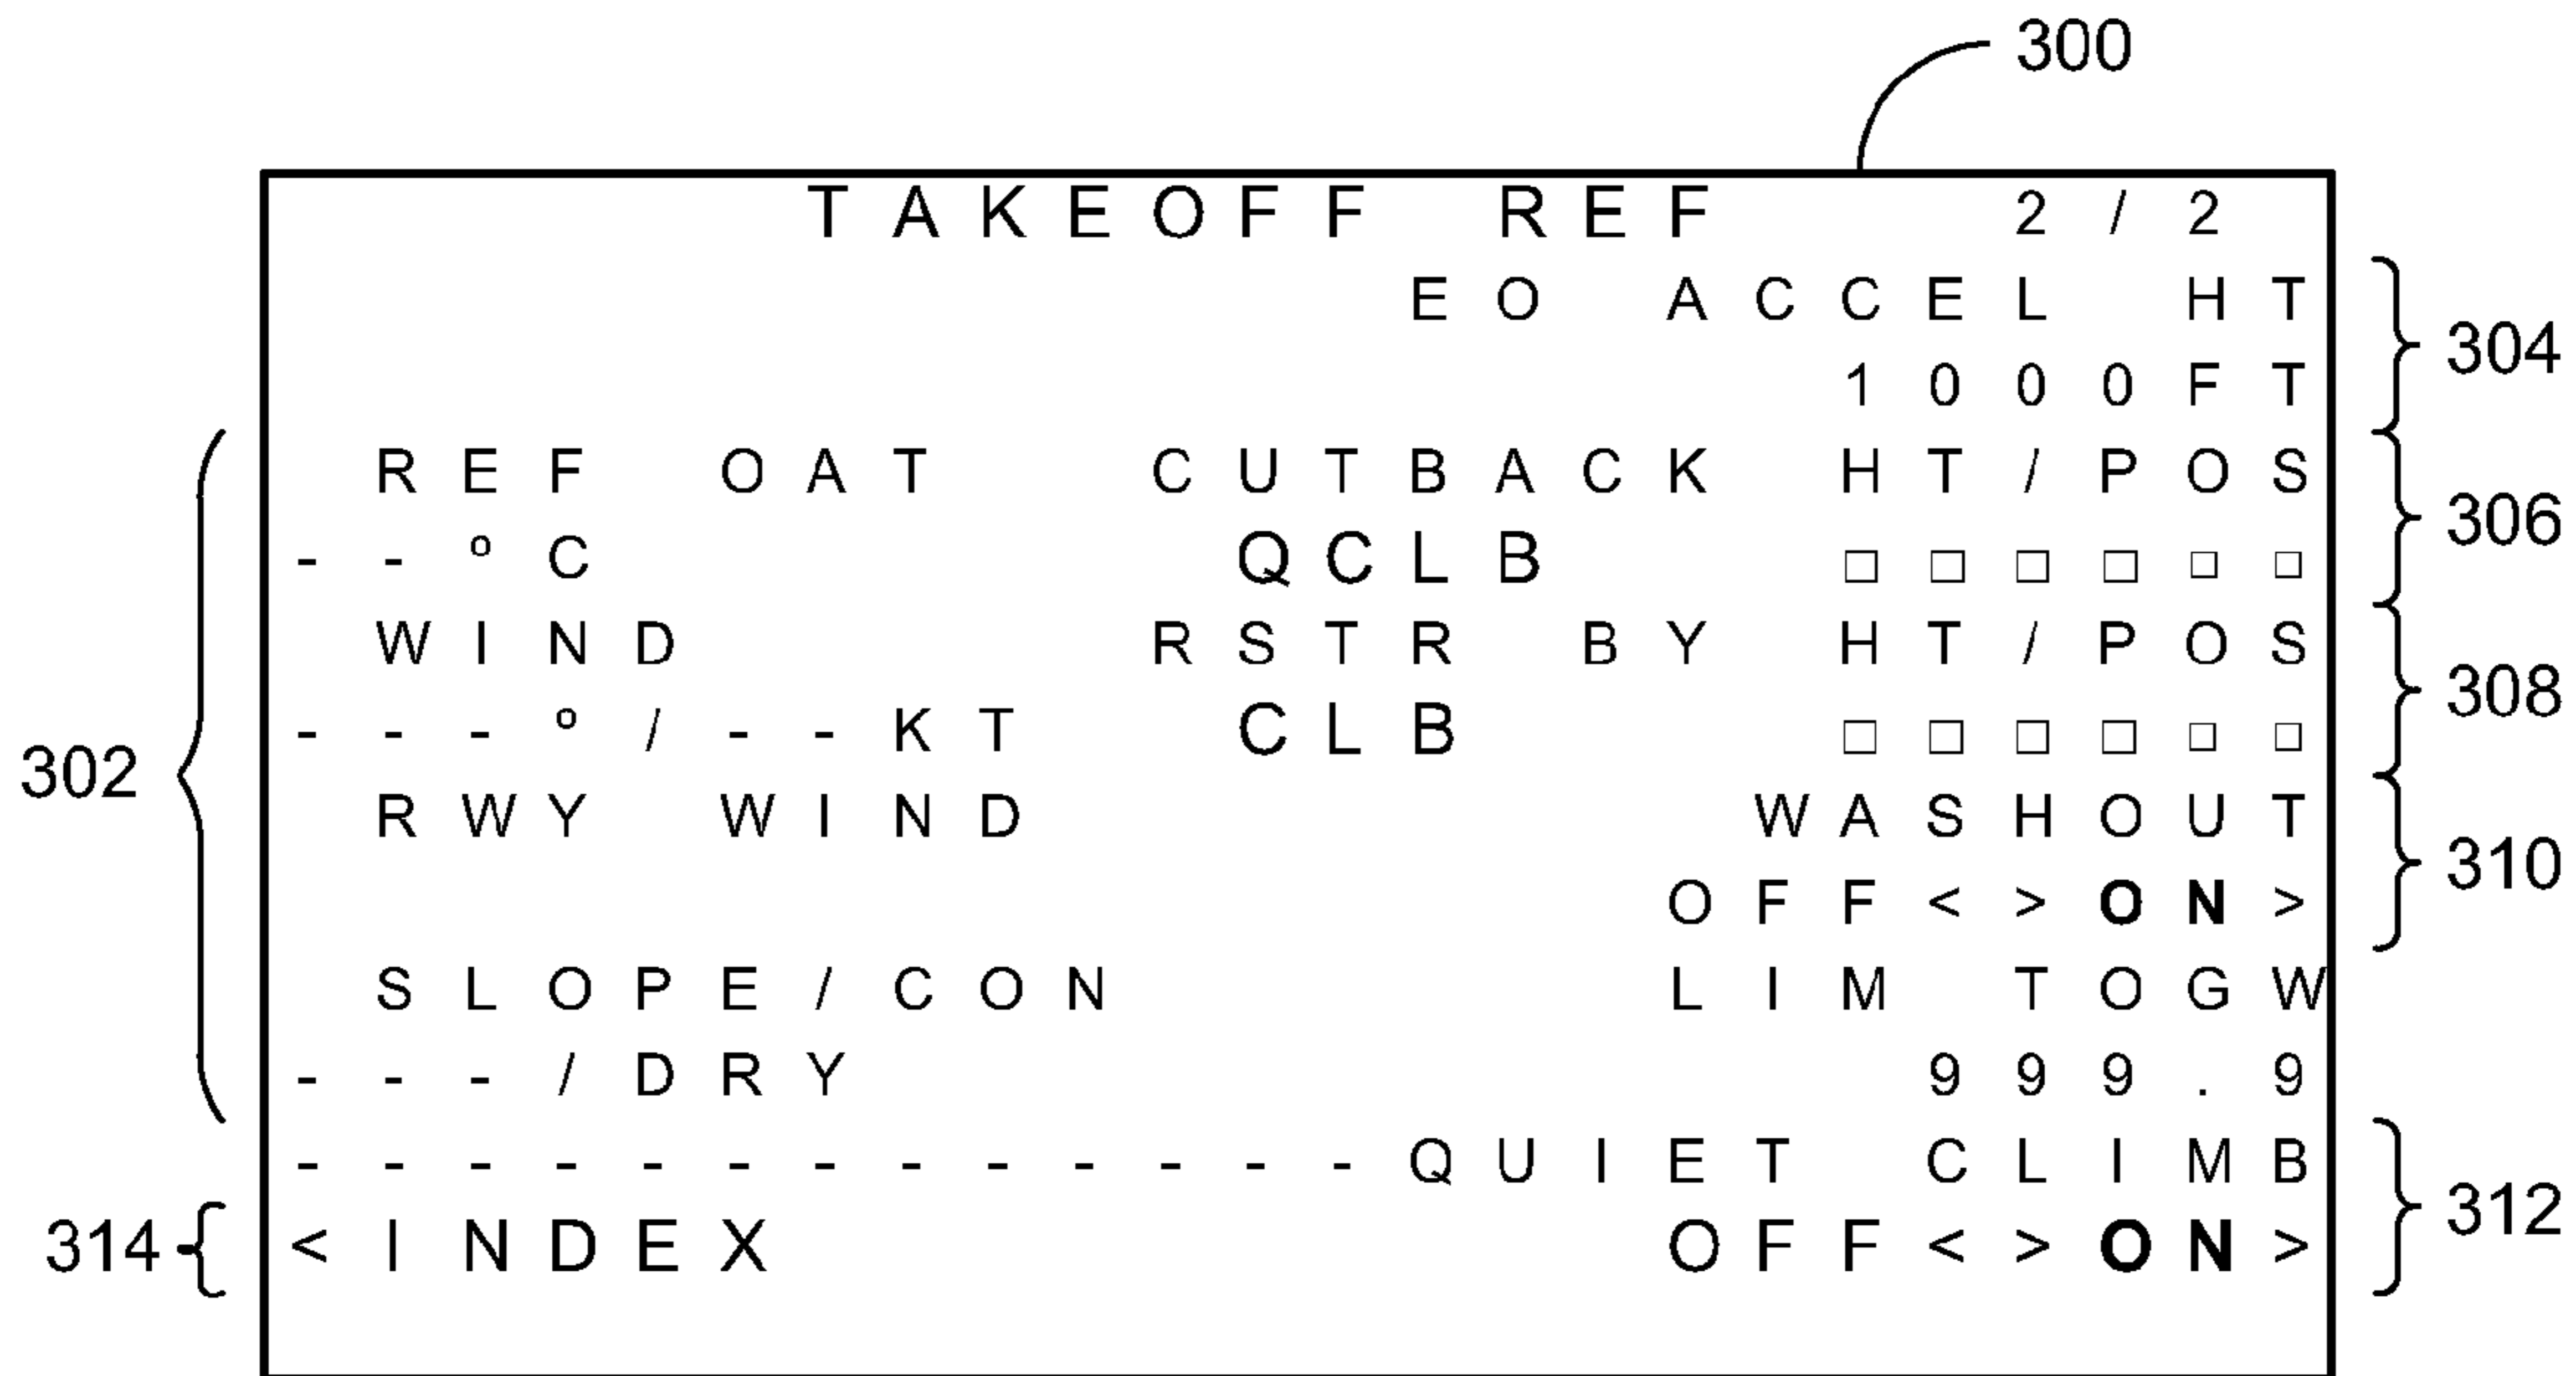 300
TAKEOFF REF 2/2
EO ACCEL HT
1000FT
304
REF OAT CUTBACK HT/POS
--°C QCLB □□□□□□
306
WIND RSTR BY HT/POS
---°/--KT CLB □□□□□□
308
302
RWY WIND WASHOUT
OFF<>ON>
310
SLOPE/CON LIM TOGW
---/DRY 999.9
-------------QUIET CLIMB
312
314
<INDEX OFF<>ON>